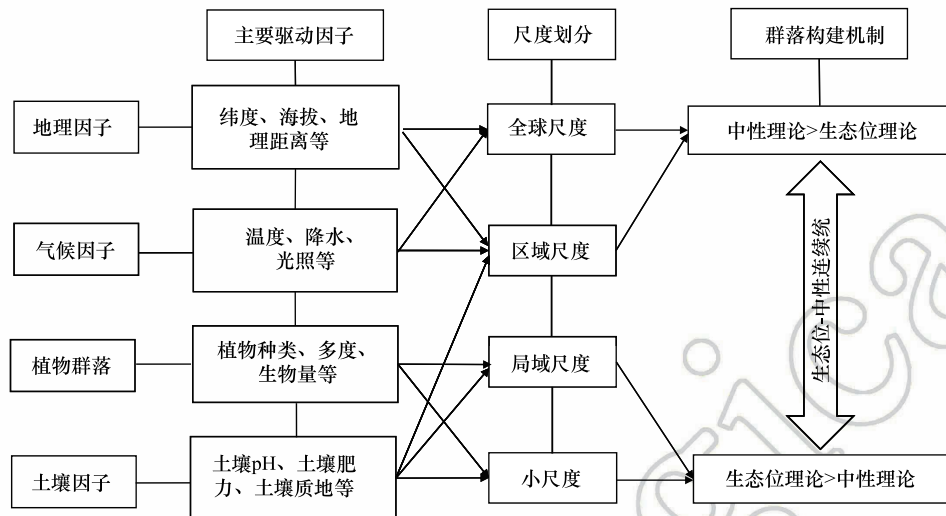 主要驱动因子
尺度划分
群落构建机制
地理因子
纬度、海拔、地
理距离等
全球尺度
中性理论>生态位理论
气候因子
温度、降水、
光照等
区域尺度
生态位-中性连续统
植物群落
植物种类、多度、
生物量等
局域尺度
土壤因子
土壤pH、土壤肥
力、土壤质地等
小尺度
生态位理论>中性理论
sica